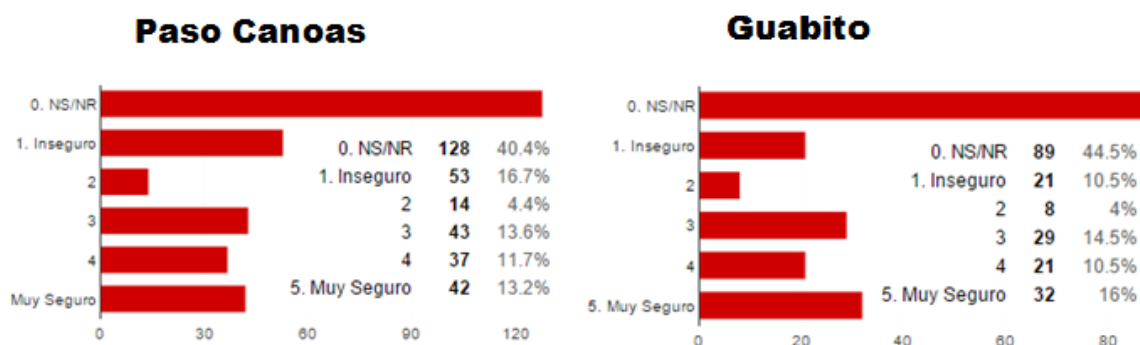 Paso Canoas
0. NS/NR
1. Inseguro
2
3
4
Muy Seguro
0. NS/NR 128 40.4%
1. Inseguro 53 16.7%
2 14 4.4%
3 43 13.6%
4 37 11.7%
5. Muy Seguro 42 13.2%
0 30 60 90 120
Guabito
0. NS/NR
1. Inseguro
2
3
4
5. Muy Seguro
0. NS/NR 89 44.5%
1. Inseguro 21 10.5%
2 8 4%
3 29 14.5%
4 21 10.5%
5. Muy Seguro 32 16%
0 20 40 60 80